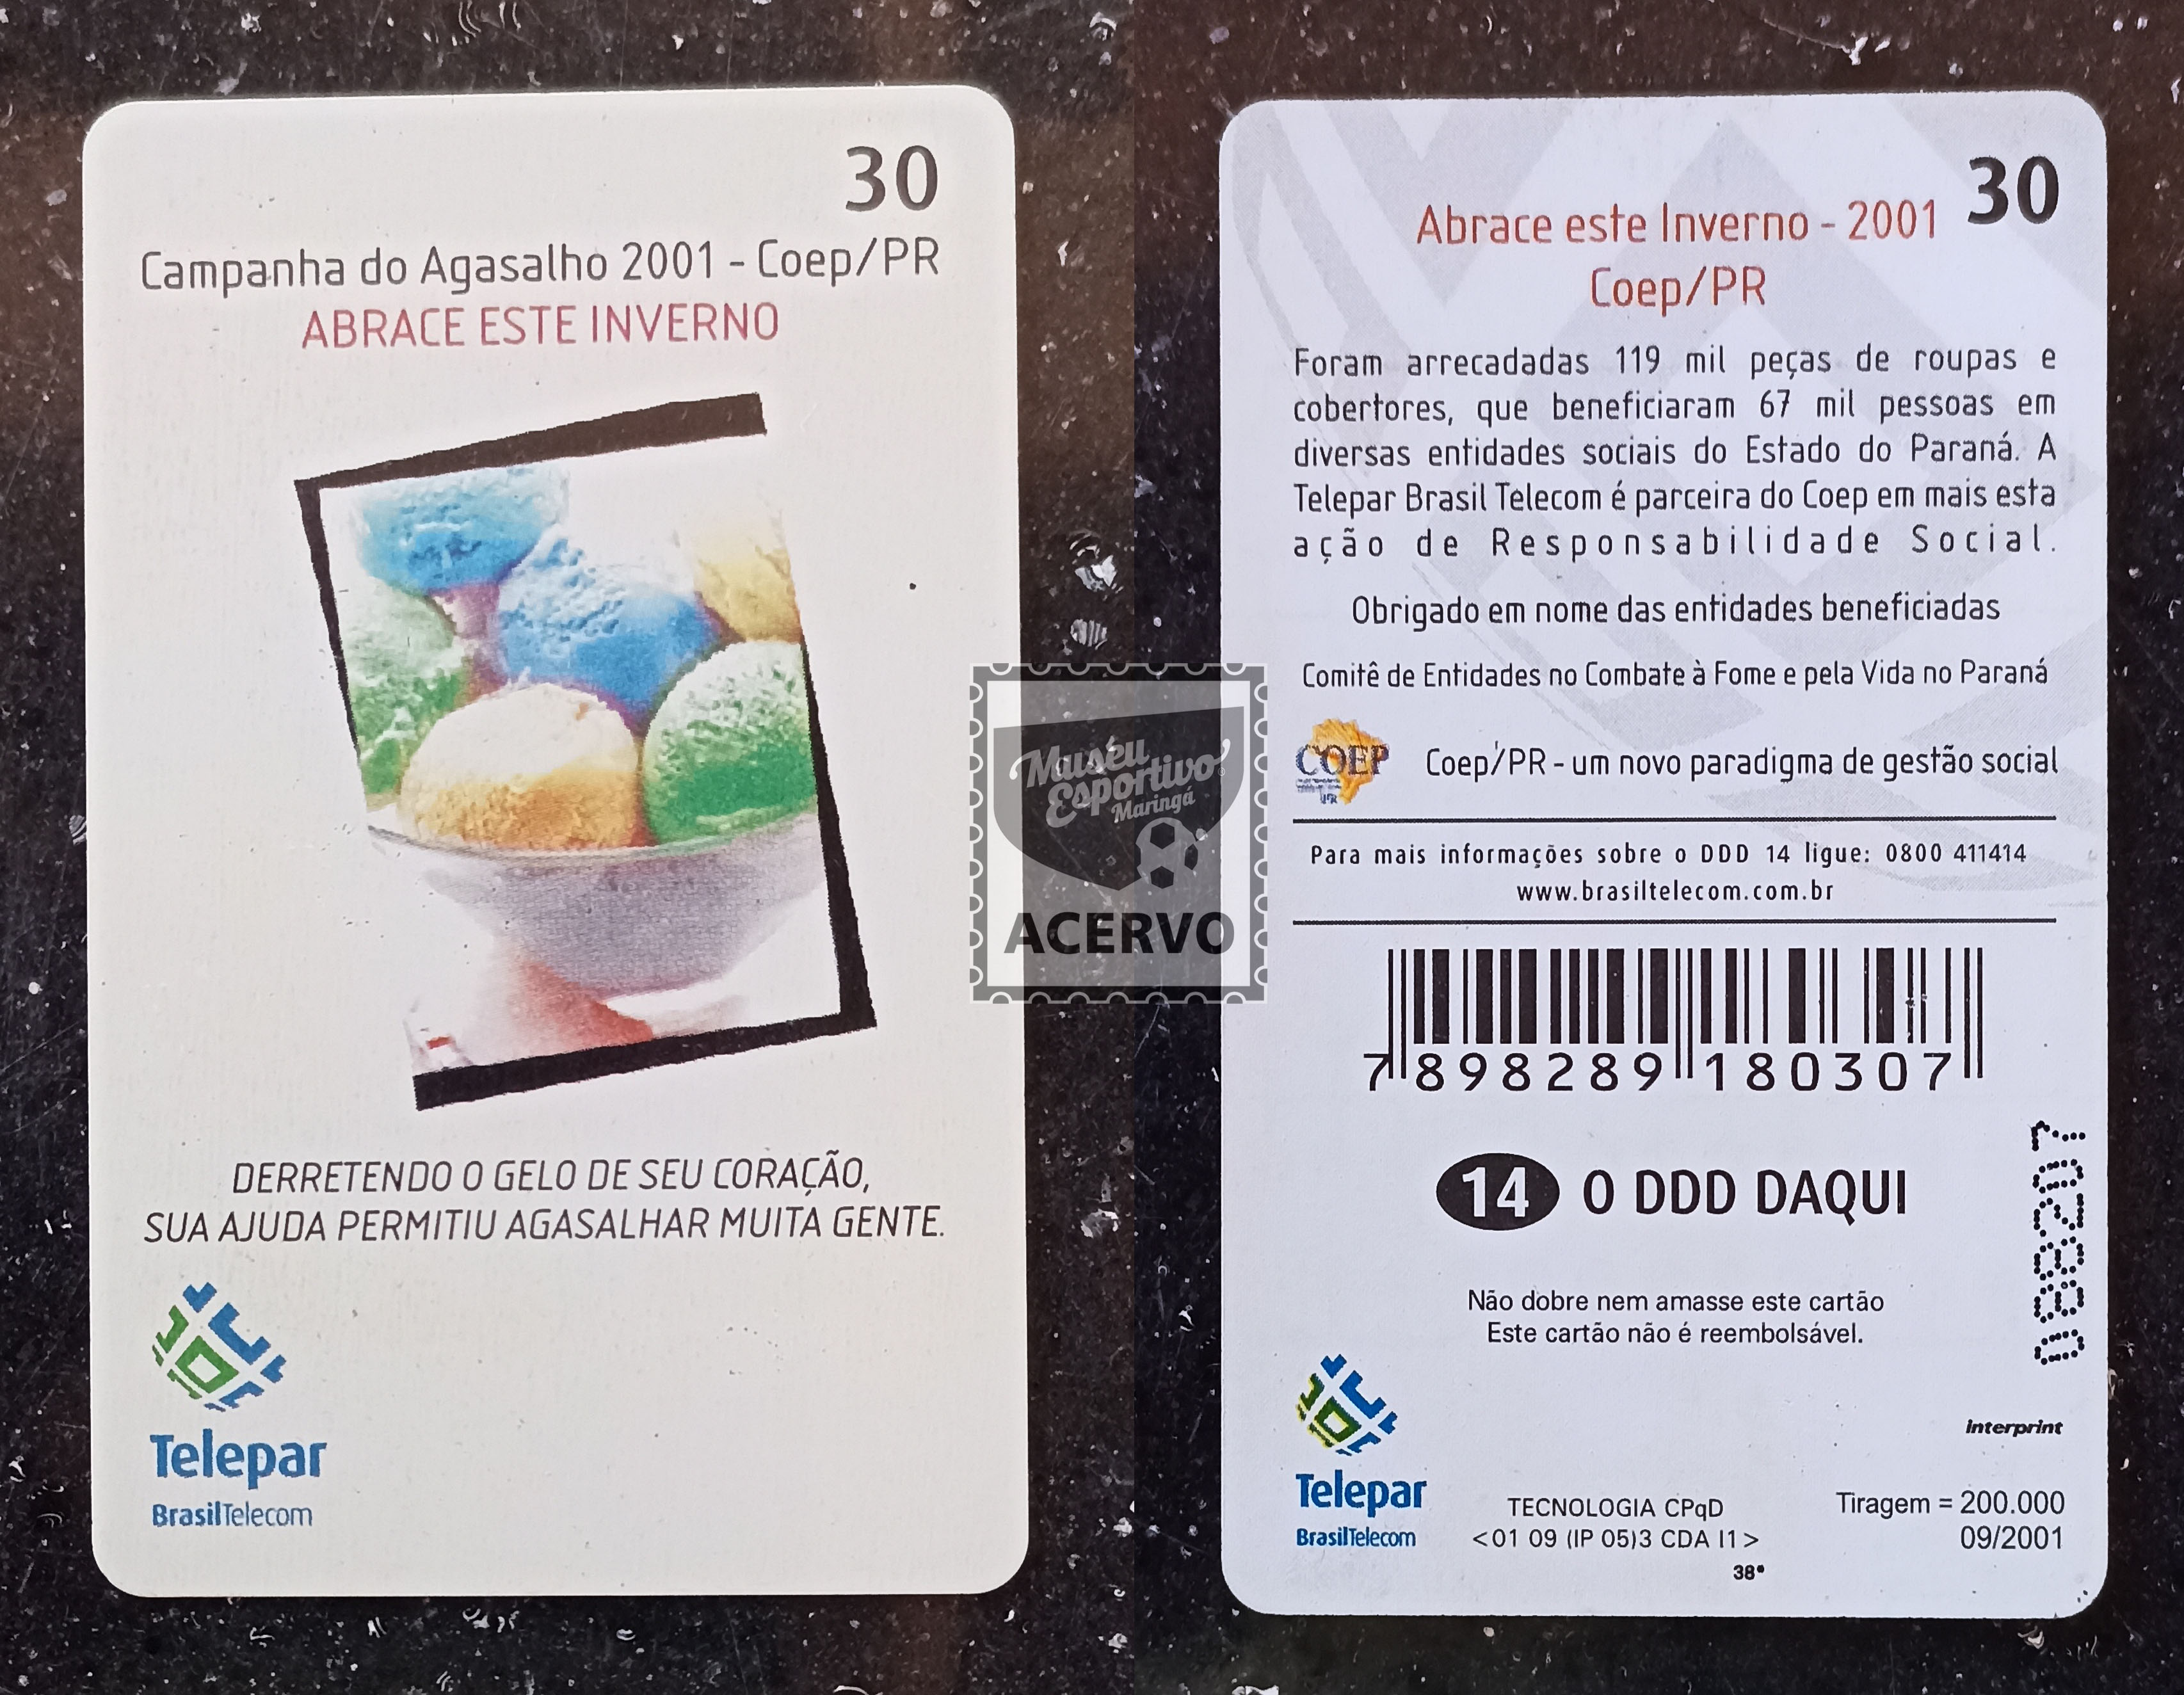 30
Campanha do Agasalho 2001 - Coep/PR
ABRACE ESTE INVERNO
DERRETENDO O GELO DE SEU CORAÇÃO,
SUA AJUDA PERMITIU AGASALHAR MUITA GENTE.
Telepar
BrasilTelecom
Museu
Esportivo
Maringá
ACERVO
30
Abrace este Inverno - 2001
Coep/PR
Foram arrecadadas 119 mil peças de roupas e
cobertores, que beneficiaram 67 mil pessoas em
diversas entidades sociais do Estado do Paraná. A
Telepar Brasil Telecom é parceira do Coep em mais esta
ação de Responsabilidade Social.
Obrigado em nome das entidades beneficiadas
Comitê de Entidades no Combate à Fome e pela Vida no Paraná
COEP
Coep/PR - um novo paradigma de gestão social
Para mais informações sobre o DDD 14 ligue: 0800 411414
www.brasiltelecom.com.br
7 898289 180307
14 O DDD DAQUI
Não dobre nem amasse este cartão
Este cartão não é reembolsável.
interprint
Telepar
BrasilTelecom
TECNOLOGIA CPqD
<01 09 (IP 05)3 CDA I1>
38*
Tiragem = 200.000
09/2001